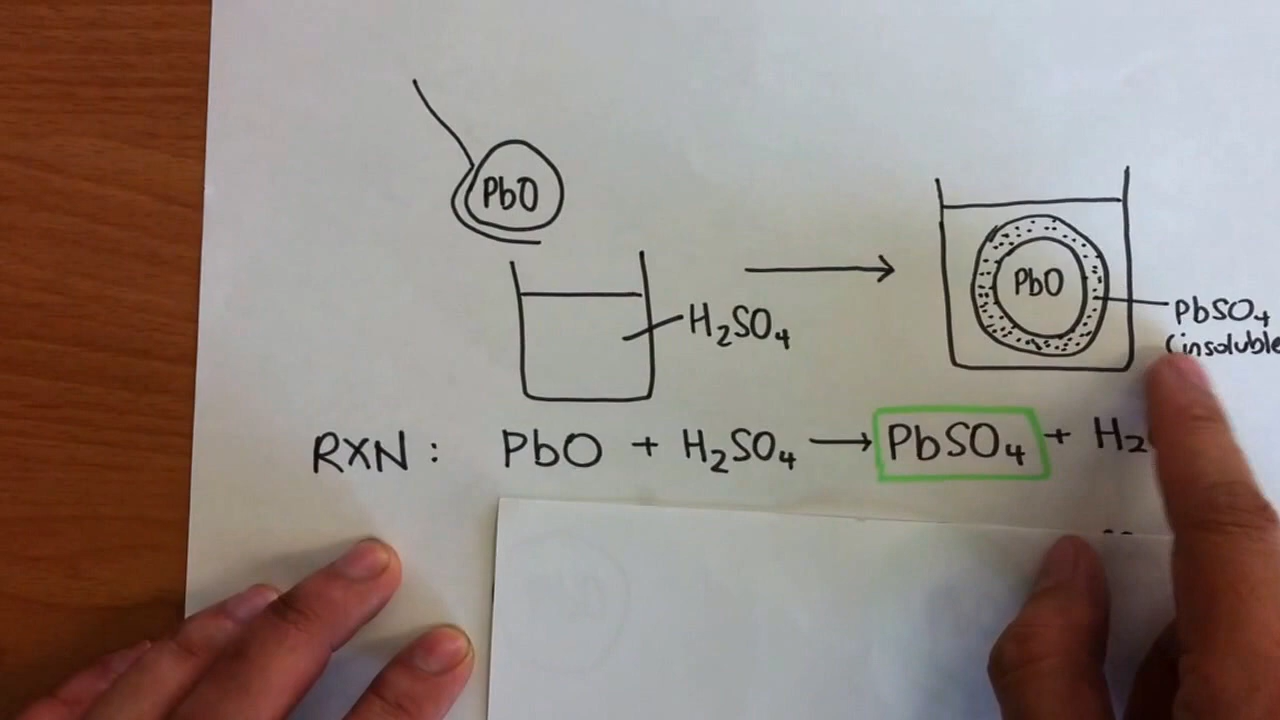 PbO
H₂SO₄
PbO
PbSO₄
(insoluble
RXN : PbO + H₂SO₄ → PbSO₄ + H₂